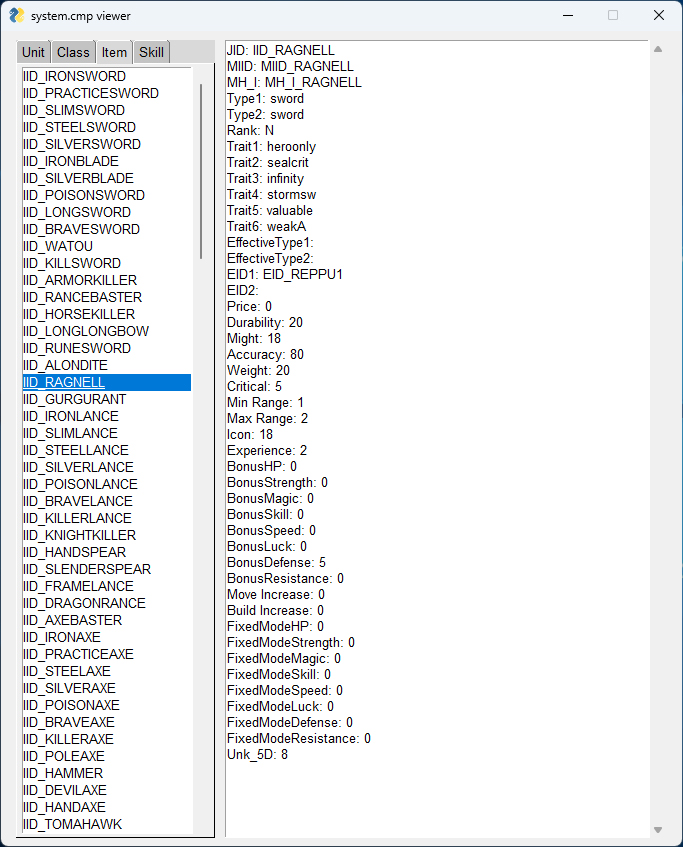 system.cmp viewer
Unit Class Item Skill
IID_IRONSWORD
IID_PRACTICESWORD
IID_SLIMSWORD
IID_STEELSWORD
IID_SILVERSWORD
IID_IRONBLADE
IID_SILVERBLADE
IID_POISONSWORD
IID_LONGSWORD
IID_BRAVESWORD
IID_WATOU
IID_KILLSWORD
IID_ARMORKILLER
IID_RANCEBASTER
IID_HORSEKILLER
IID_LONGLONGBOW
IID_RUNESWORD
IID_ALONDITE
IID_RAGNELL
IID_GURGURANT
IID_IRONLANCE
IID_SLIMLANCE
IID_STEELLANCE
IID_SILVERLANCE
IID_POISONLANCE
IID_BRAVELANCE
IID_KILLERLANCE
IID_KNIGHTKILLER
IID_HANDSPEAR
IID_SLENDERSPEAR
IID_FRAMELANCE
IID_DRAGONRANCE
IID_AXEBASTER
IID_IRONAXE
IID_PRACTICEAXE
IID_STEELAXE
IID_SILVERAXE
IID_POISONAXE
IID_BRAVEAXE
IID_KILLERAXE
IID_POLEAXE
IID_HAMMER
IID_DEVILAXE
IID_HANDAXE
IID_TOMAHAWK
JID: IID_RAGNELL
MIID: MIID_RAGNELL
MH_I: MH_I_RAGNELL
Type1: sword
Type2: sword
Rank: N
Trait1: heroonly
Trait2: sealcrit
Trait3: infinity
Trait4: stormsw
Trait5: valuable
Trait6: weakA
EffectiveType1:
EffectiveType2:
EID1: EID_REPPU1
EID2:
Price: 0
Durability: 20
Might: 18
Accuracy: 80
Weight: 20
Critical: 5
Min Range: 1
Max Range: 2
Icon: 18
Experience: 2
BonusHP: 0
BonusStrength: 0
BonusMagic: 0
BonusSkill: 0
BonusSpeed: 0
BonusLuck: 0
BonusDefense: 5
BonusResistance: 0
Move Increase: 0
Build Increase: 0
FixedModeHP: 0
FixedModeStrength: 0
FixedModeMagic: 0
FixedModeSkill: 0
FixedModeSpeed: 0
FixedModeLuck: 0
FixedModeDefense: 0
FixedModeResistance: 0
Unk_5D: 8